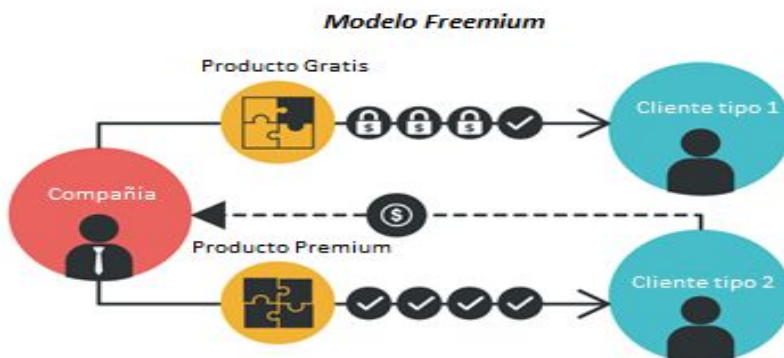 Modelo Freemium
Producto Gratis
Cliente tipo 1
Compañía
$
Producto Premium
Cliente tipo 2